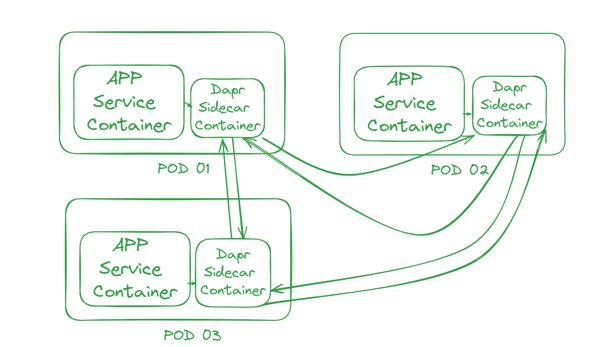 APP
Service
Container
Dapr
Sidecar
Container
POD 01
APP
Service
Container
Dapr
Sidecar
Container
POD 02
APP
Service
Container
Dapr
Sidecar
Container
POD 03